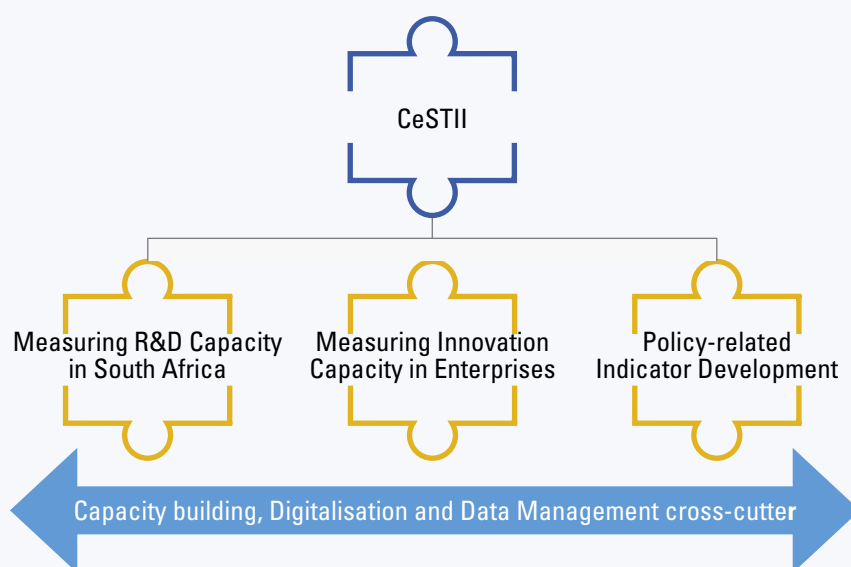 CeSTII
Measuring R&D Capacity
in South Africa
Measuring Innovation
Capacity in Enterprises
Policy-related
Indicator Development
Capacity building, Digitalisation and Data Management cross-cutter